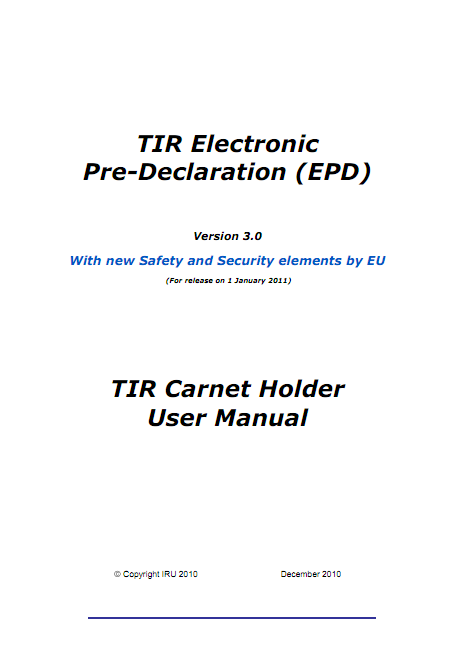 TIR Electronic
Pre-Declaration (EPD)
Version 3.0
With new Safety and Security elements by EU
(For release on 1 January 2011)
TIR Carnet Holder
User Manual
© Copyright IRU 2010 December 2010